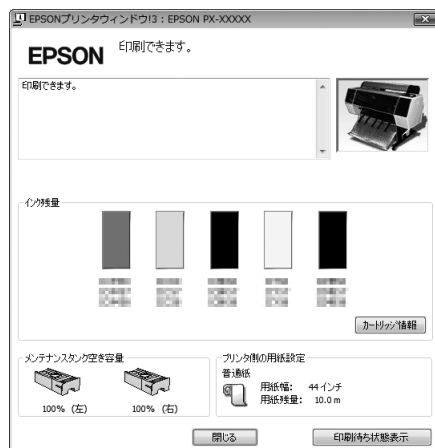 EPSONプリンタウィンドウ!3 : EPSON PX-XXXXX
EPSON
印刷できます。
印刷できます。
インク残量
カートリッジ情報
メンテナンスタンク空き容量
100% (左)
100% (右)
プリンタ側の用紙設定
普通紙
用紙幅: 44 インチ
用紙残量: 10.0 m
閉じる
印刷待ち状態表示